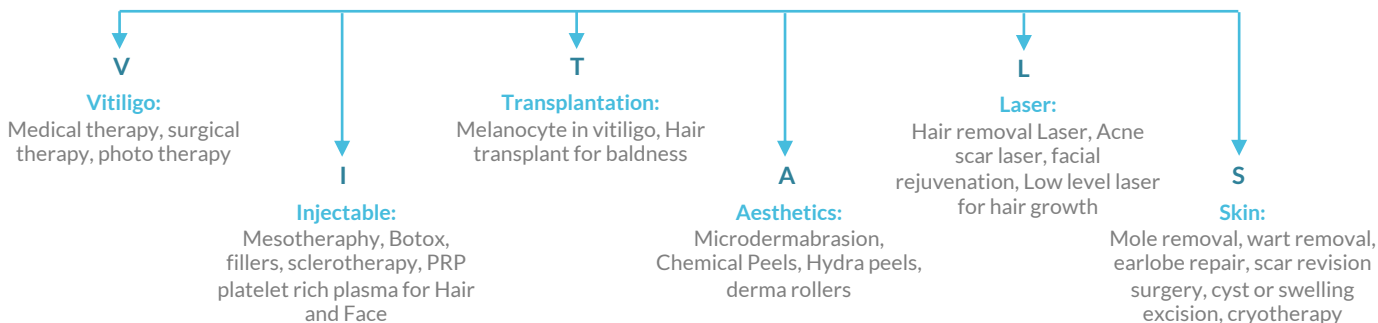 V
Vitiligo:
Medical therapy, surgical
therapy, photo therapy
I
Injectable:
Mesotheraphy, Botox,
fillers, sclerotherapy, PRP
platelet rich plasma for Hair
and Face
T
Transplantation:
Melanocyte in vitiligo, Hair
transplant for baldness
A
Aesthetics:
Microdermabrasion,
Chemical Peels, Hydra peels,
derma rollers
L
Laser:
Hair removal Laser, Acne
scar laser, facial
rejuvenation, Low level laser
for hair growth
S
Skin:
Mole removal, wart removal,
earlobe repair, scar revision
surgery, cyst or swelling
excision, cryotherapy